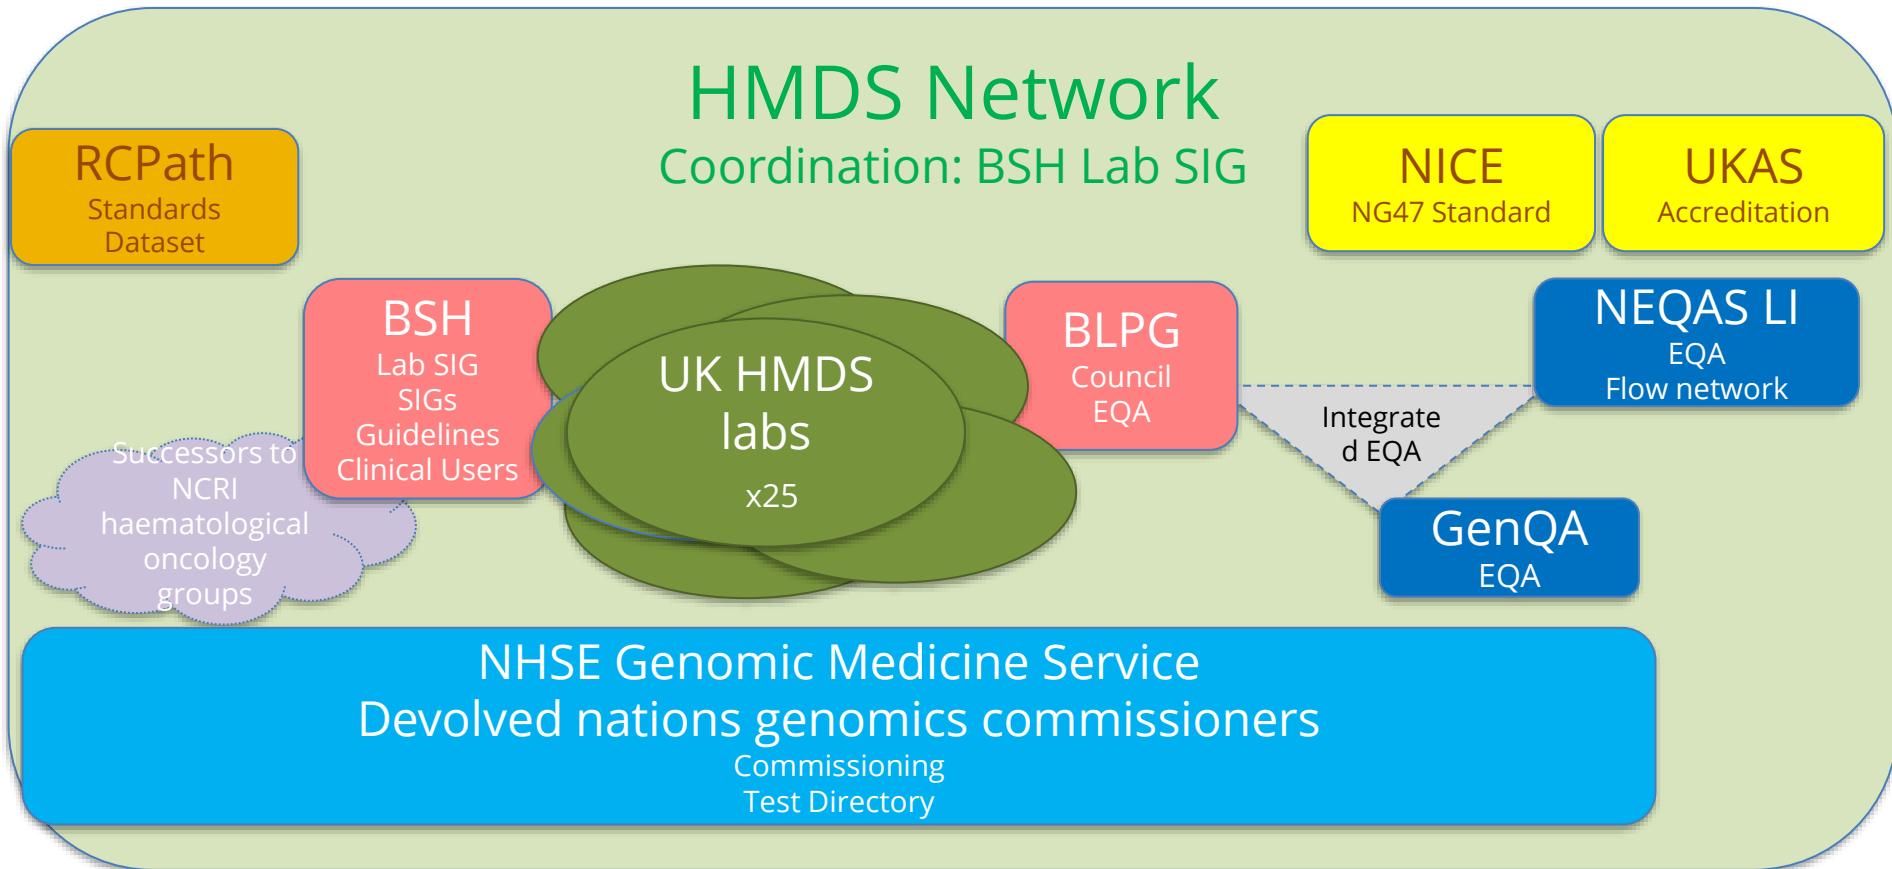 HMDS Network
Coordination: BSH Lab SIG
RCPath
Standards
Dataset
NICE
NG47 Standard
UKAS
Accreditation
BSH
Lab SIG
SIGs
Guidelines
Clinical Users
UK HMDS
labs
x25
BLPG
Council
EQA
NEQAS LI
EQA
Flow network
Integrate
d EQA
GenQA
EQA
Successors to
NCRI
haematological
oncology
groups
NHSE Genomic Medicine Service
Devolved nations genomics commissioners
Commissioning
Test Directory